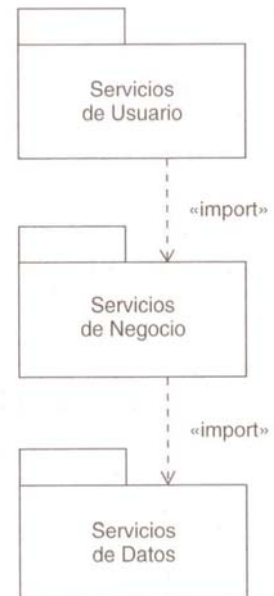 Servicios
de Usuario
«import»
Servicios
de Negocio
«import»
Servicios
de Datos